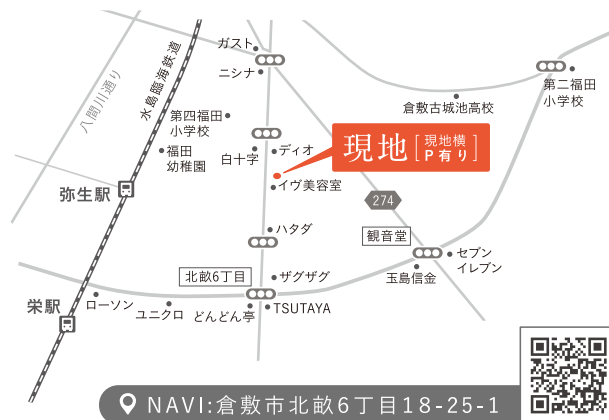 ガスト
ニシナ
八間川通り
水島臨海鉄道
第四福田
小学校
福田
幼稚園
白十字
ディオ
現地[現地横
P有り]
イヴ美容室
倉敷古城池高校
第二福田
小学校
弥生駅
274
ハタダ
観音堂
セブン
イレブン
玉島信金
北畝6丁目
ザグザグ
栄駅
ローソン
ユニクロ
どんどん亭
TSUTAYA
NAVI:倉敷市北畝6丁目18-25-1